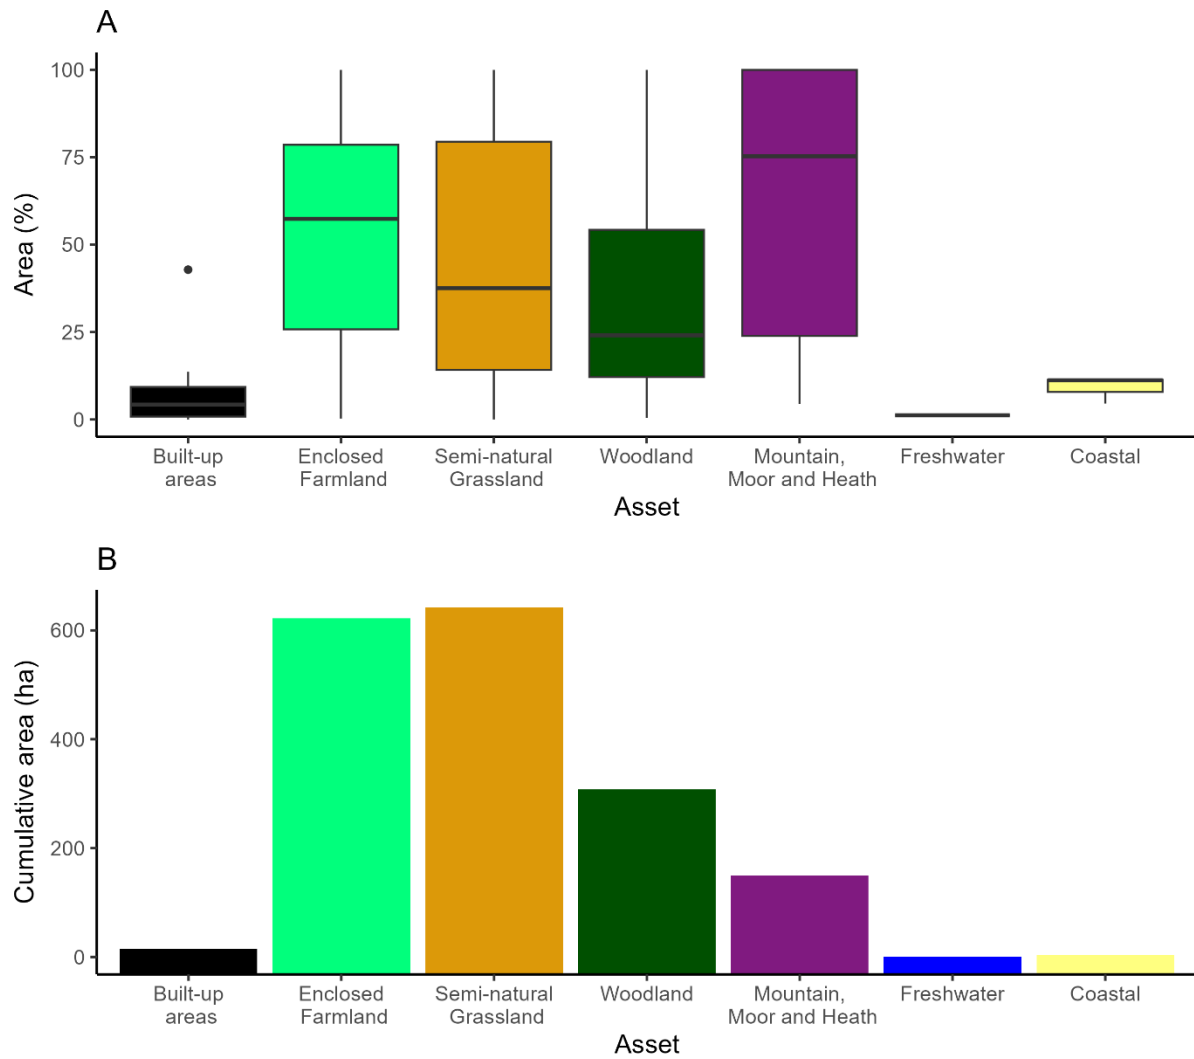 A
100
75
50
25
0
Area (%)
Built-up
areas
Enclosed
Farmland
Semi-natural
Grassland
Woodland
Mountain,
Moor and Heath
Freshwater
Coastal
Asset
B
600
400
200
0
Cumulative area (ha)
Built-up
areas
Enclosed
Farmland
Semi-natural
Grassland
Woodland
Mountain,
Moor and Heath
Freshwater
Coastal
Asset